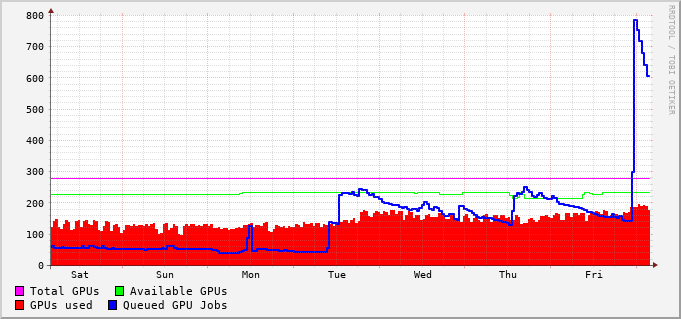 800
700
600
500
400
300
200
100
0
Sat Sun Mon Tue Wed Thu Fri
Total GPUs Available GPUs
GPUs used Queued GPU Jobs
RRDTOOL / TOBI OETIKER